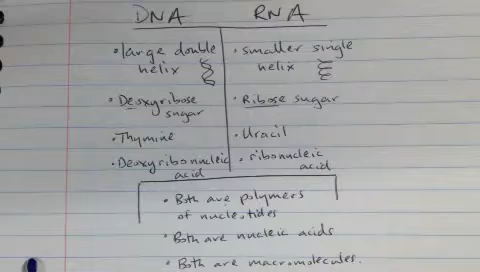 DNA RNA
• large double • smaller single
helix helix
• Deoxyribose • Ribose sugar
sugar
• Thymine • Uracil
• Deoxyribonucleic • ribonucleic
acid acid
• Both are polymers
of nucleotides
• Both are nucleic acids
• Both are macromolecules.